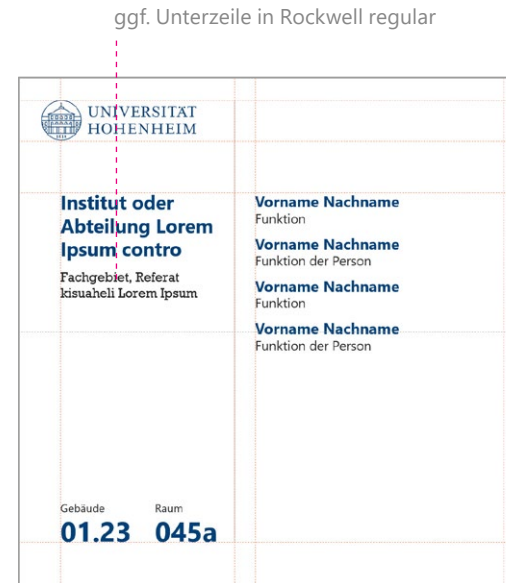 ggf. Unterzeile in Rockwell regular
UNIVERSITÄT
HOHENHEIM
Institut oder
Abteilung Lorem
Ipsum contro
Fachgebiet, Referat
kisuaheli Lorem Ipsum
Vorname Nachname
Funktion
Vorname Nachname
Funktion der Person
Vorname Nachname
Funktion
Vorname Nachname
Funktion der Person
Gebäude Raum
01.23 045a